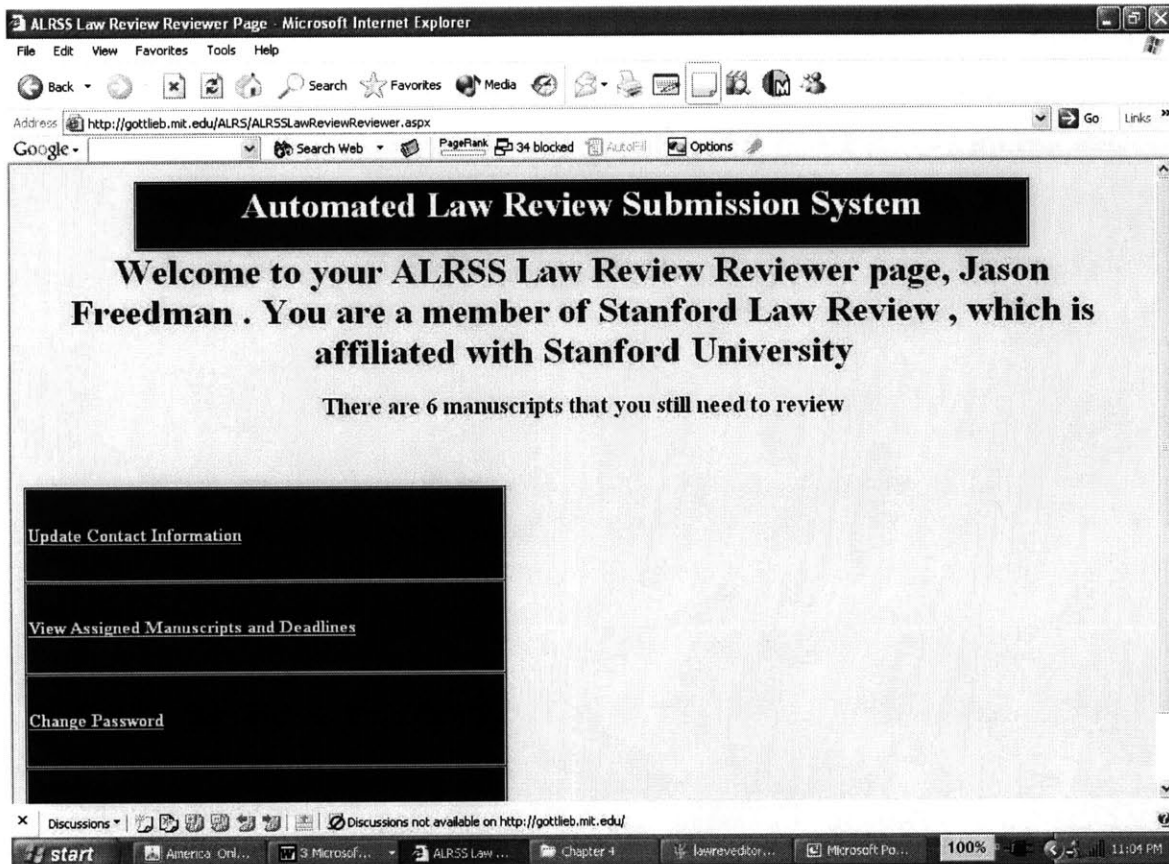 ALRSS Law Review Reviewer Page - Microsoft Internet Explorer
File Edit View Favorites Tools Help
Back Search Favorites Media
Address http://gottlieb.mit.edu/ALRS/ALRSSLawReviewReviewer.aspx Go Links »
Google Search Web PageRank 34 blocked AutoFill Options
Automated Law Review Submission System
Welcome to your ALRSS Law Review Reviewer page, Jason
Freedman . You are a member of Stanford Law Review , which is
affiliated with Stanford University
There are 6 manuscripts that you still need to review
Update Contact Information
View Assigned Manuscripts and Deadlines
Change Password
Discussions Discussions not available on http://gottlieb.mit.edu/
start America Onl... 3 Microsof... ALRSS Law ... Chapter 4 lawreveditor... Microsoft Po... 100% 11:04 PM